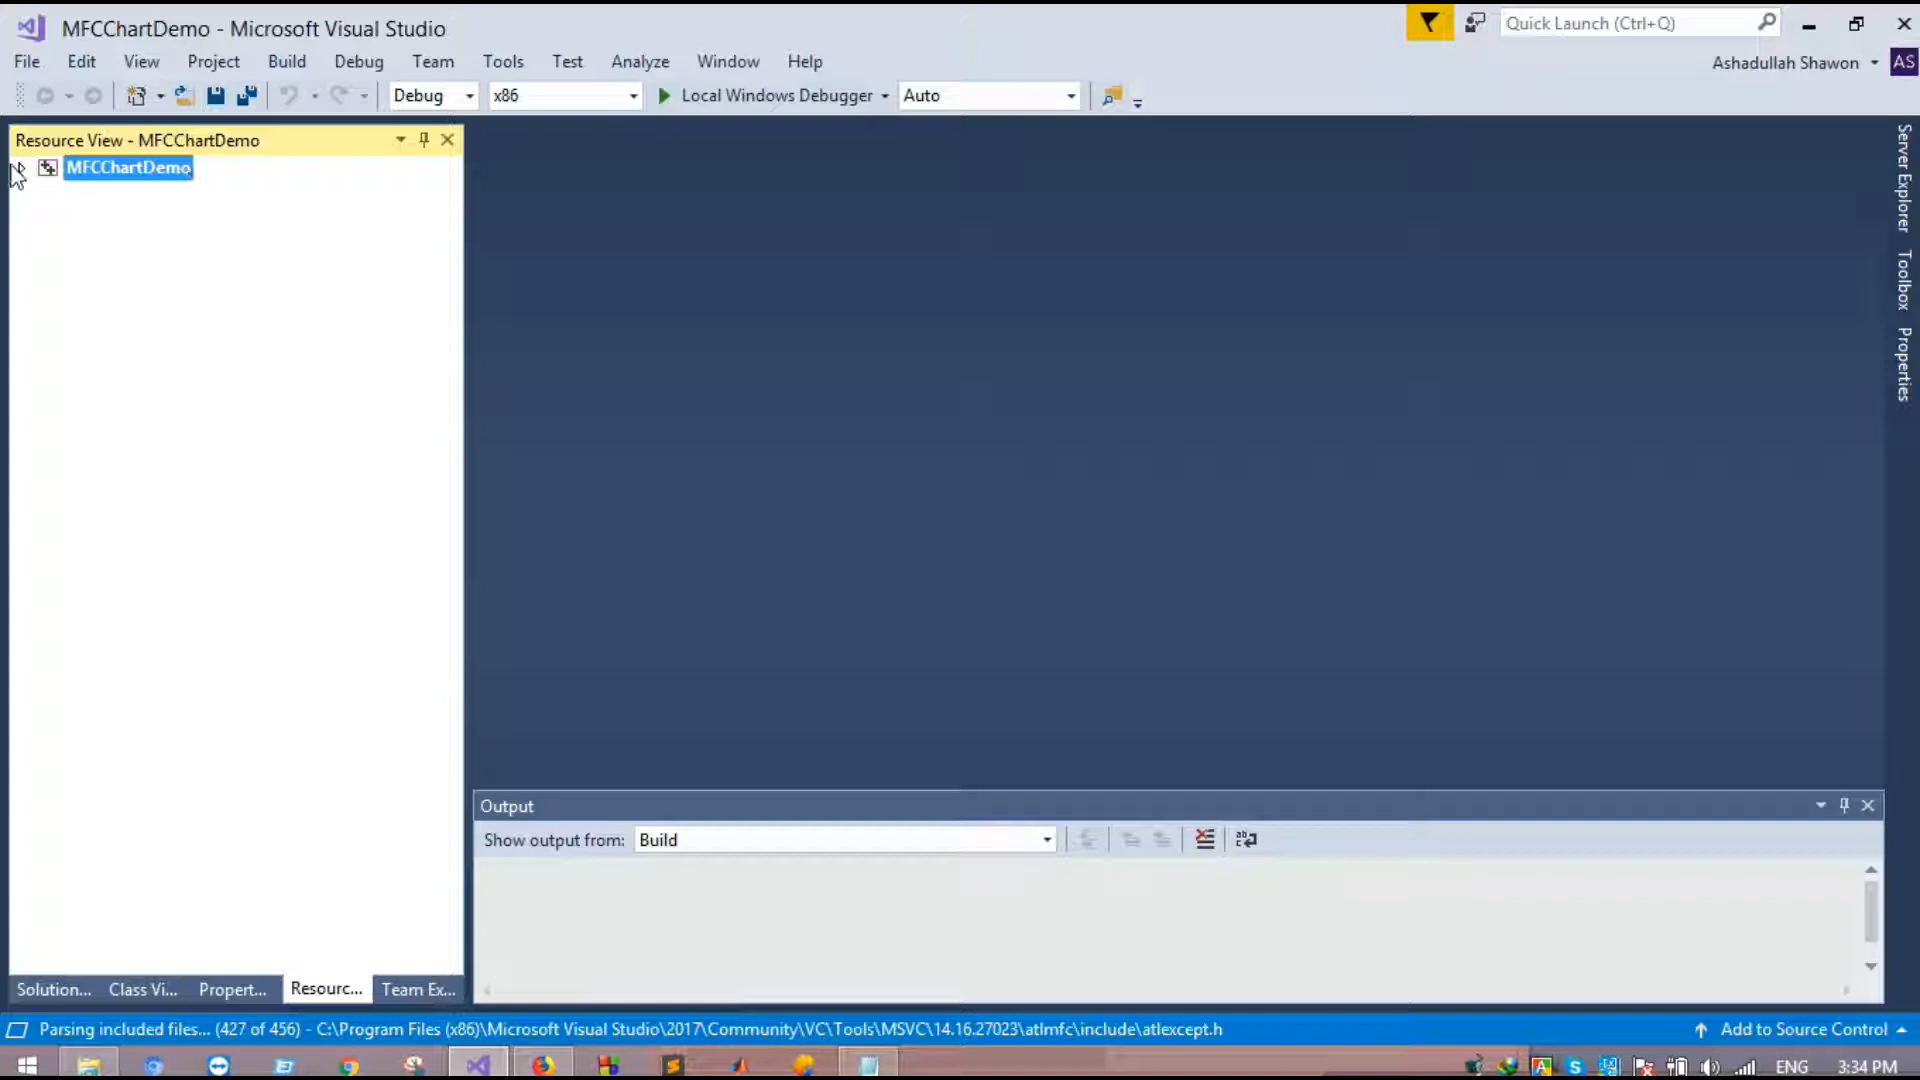 MFCChartDemo - Microsoft Visual Studio
Quick Launch (Ctrl+Q)
File Edit View Project Build Debug Team Tools Test Analyze Window Help
Ashadullah Shawon AS
Debug x86 Local Windows Debugger Auto
Resource View - MFCChartDemo
MFCChartDemo
Server Explorer
Toolbox
Properties
Output
Show output from: Build
Solution... Class Vi... Propert... Resourc... Team Ex...
Parsing included files... (427 of 456) - C:\Program Files (x86)\Microsoft Visual Studio\2017\Community\VC\Tools\MSVC\14.16.27023\atlmfc\include\atlexcept.h
Add to Source Control
ENG 3:34 PM